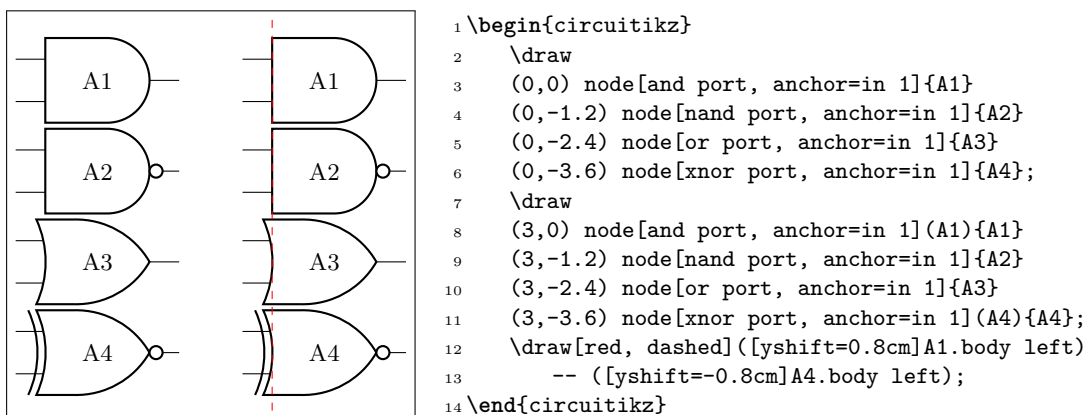 A1
A2
A3
A4
A1
A2
A3
A4
1 \begin{circuitikz}
2     \draw
3     (0,0) node[and port, anchor=in 1]{A1}
4     (0,-1.2) node[nand port, anchor=in 1]{A2}
5     (0,-2.4) node[or port, anchor=in 1]{A3}
6     (0,-3.6) node[xnor port, anchor=in 1]{A4};
7     \draw
8     (3,0) node[and port, anchor=in 1](A1){A1}
9     (3,-1.2) node[nand port, anchor=in 1]{A2}
10     (3,-2.4) node[or port, anchor=in 1]{A3}
11     (3,-3.6) node[xnor port, anchor=in 1](A4){A4};
12     \draw[red, dashed]([yshift=0.8cm]A1.body left)
13         -- ([yshift=-0.8cm]A4.body left);
14 \end{circuitikz}